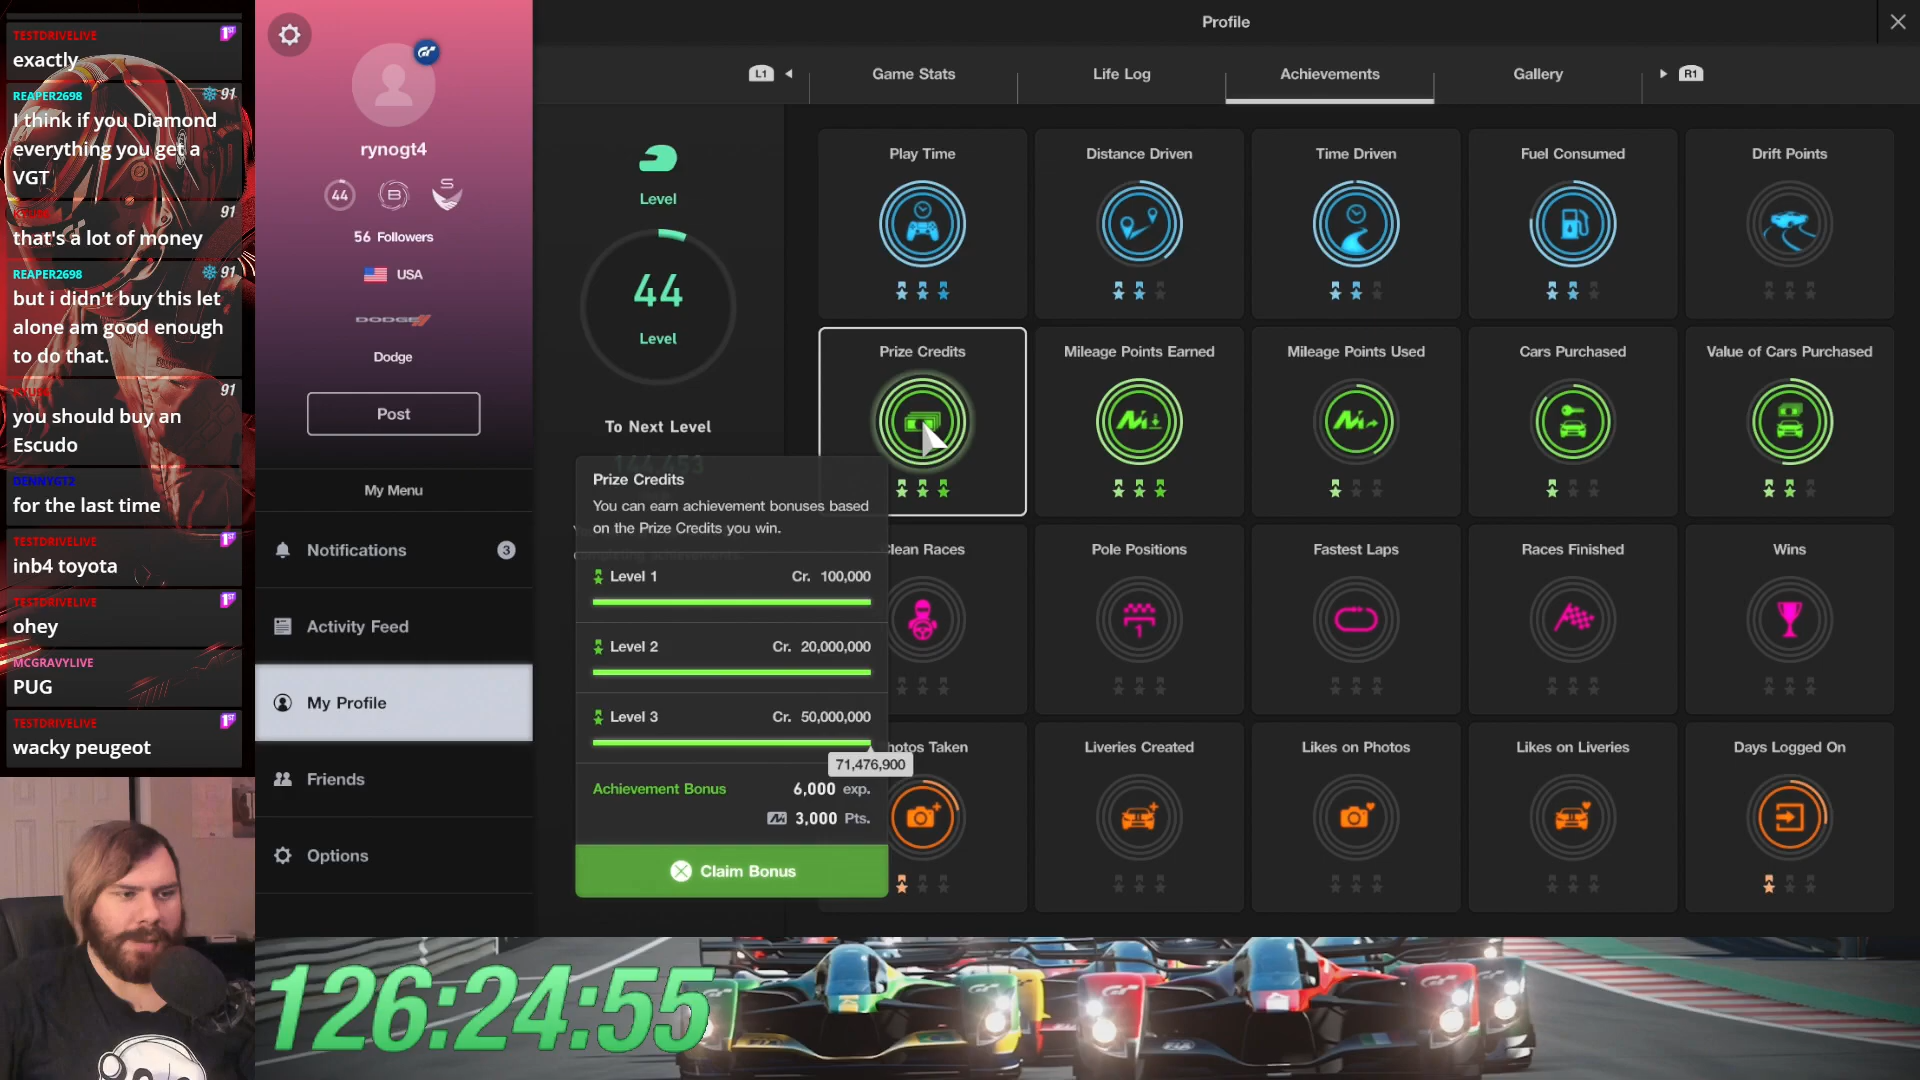 TESTDRIVELIVE
exactly
REAPER2698
91
I think if you Diamond
everything you get a
VGT
91
that's a lot of money
REAPER2698
91
but i didn't buy this let
alone am good enough
to do that.
91
you should buy an
Escudo
DENNYGT2
for the last time
TESTDRIVELIVE
inb4 toyota
TESTDRIVELIVE
ohey
MCGRAVYLIVE
PUG
TESTDRIVELIVE
wacky peugeot
rynogt4
44
B
S
56 Followers
USA
DODGE
Dodge
Post
My Menu
Notifications
3
Activity Feed
My Profile
Friends
Options
Profile
L1
Game Stats
Life Log
Achievements
Gallery
R1
Level
44
Level
To Next Level
Play Time
Distance Driven
Time Driven
Fuel Consumed
Drift Points
Prize Credits
Mileage Points Earned
Mileage Points Used
Cars Purchased
Value of Cars Purchased
Prize Credits
You can earn achievement bonuses based
on the Prize Credits you win.
Level 1 Cr. 100,000
Level 2 Cr. 20,000,000
Level 3 Cr. 50,000,000
71,476,900
Achievement Bonus 6,000 exp.
3,000 Pts.
Claim Bonus
Clean Races
Pole Positions
1
Fastest Laps
Races Finished
Wins
Photos Taken
Liveries Created
Likes on Photos
Likes on Liveries
Days Logged On
126:24:55